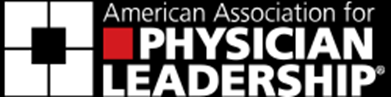 American Association for
PHYSICIAN
LEADERSHIP®